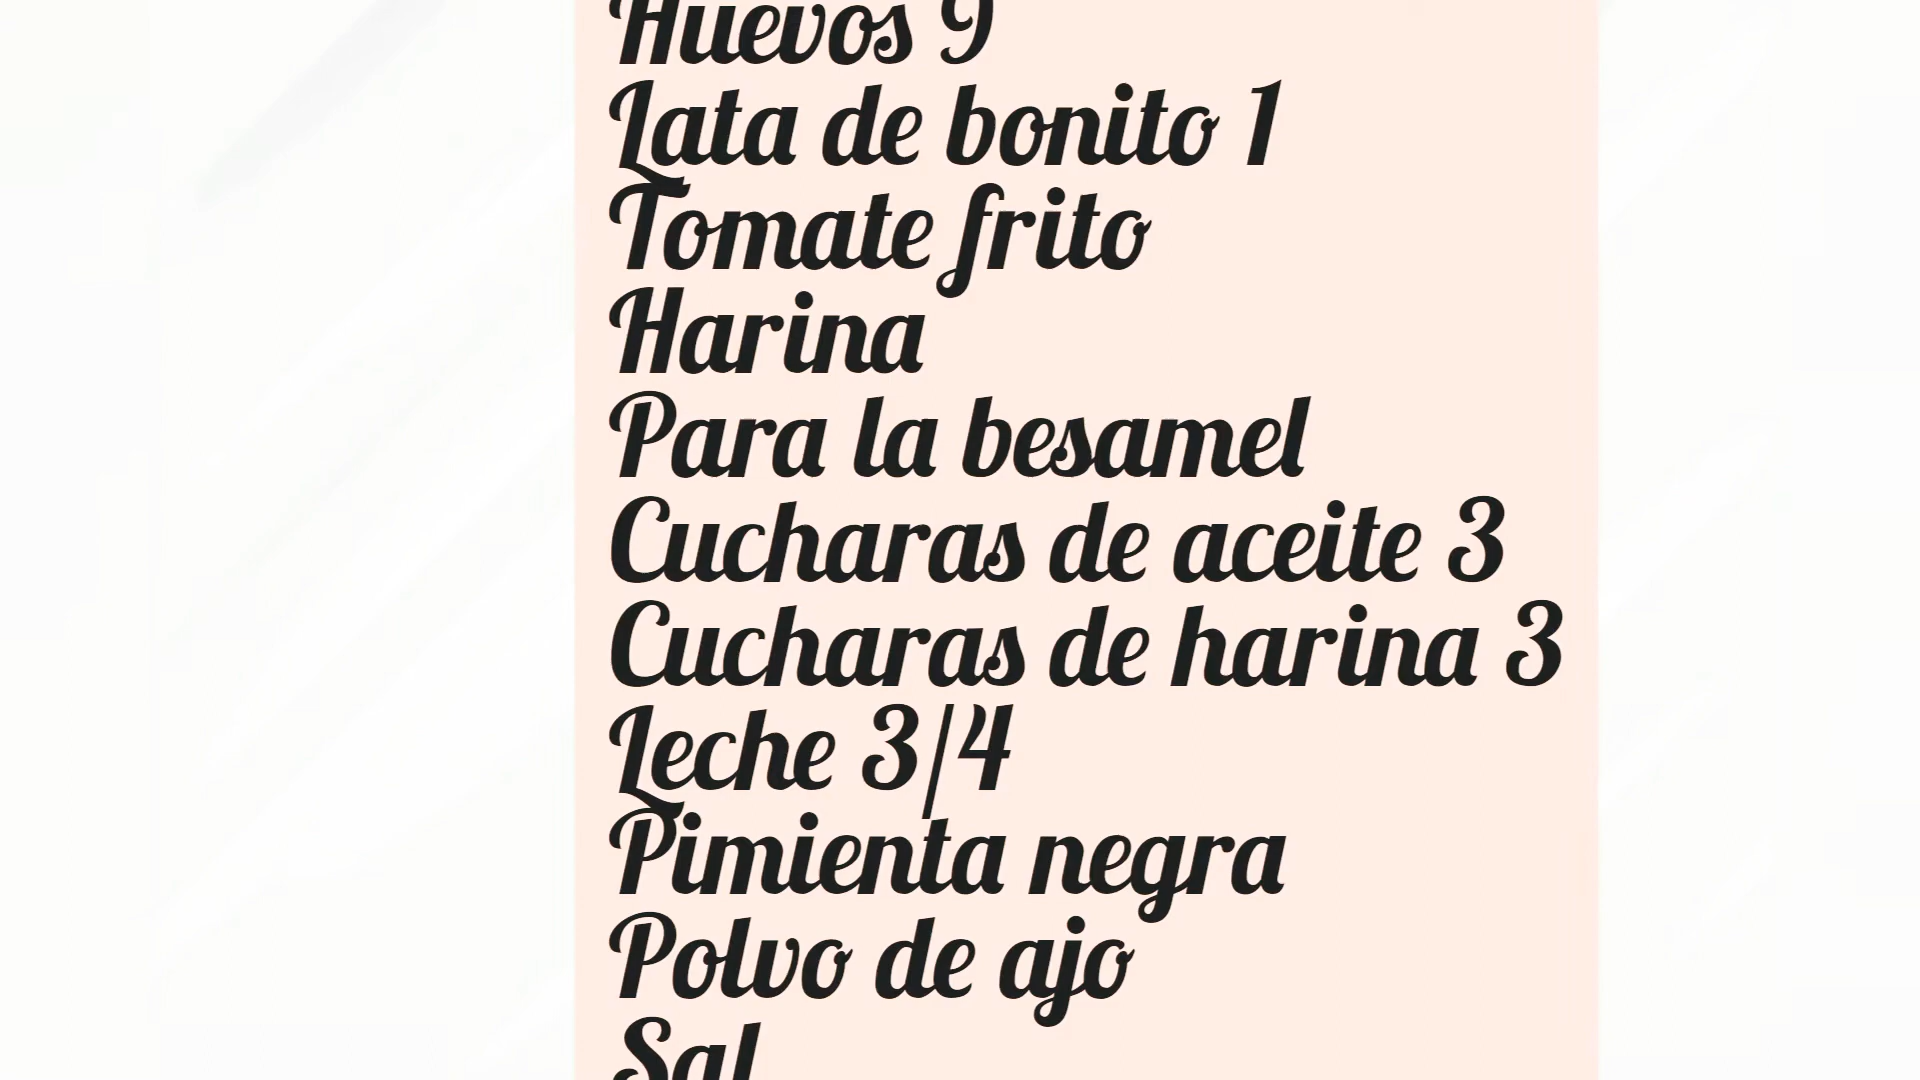 Huevos 9
Lata de bonito 1
Tomate frito
Harina
Para la besamel
Cucharas de aceite 3
Cucharas de harina 3
Leche 3/4
Pimienta negra
Polvo de ajo
Sal